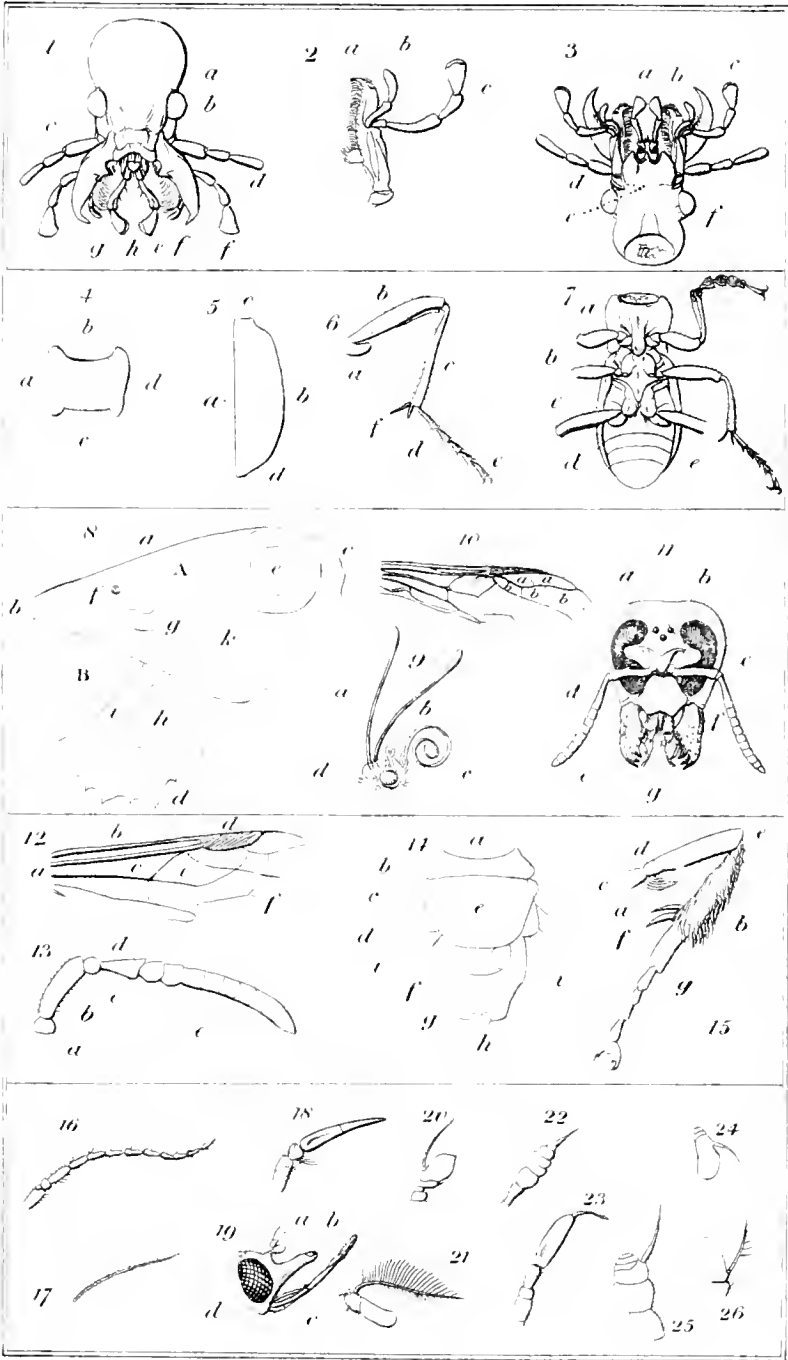 1 a b c d g h e f f
2 a b c
3 a b c d e f
4 b a d c
5 c a b d
6 b a c f d e
7 a b c d e
8 a A e c b f g k B i h d
10 a a b b b
9 a b d c
11 a b c d f e g
12 b d a c c f
13 d c b a e
14 a b c e d i f g h i
15 d e c a b f g
16
18
20
22
24
17
19 a b d c
21
23
25
26